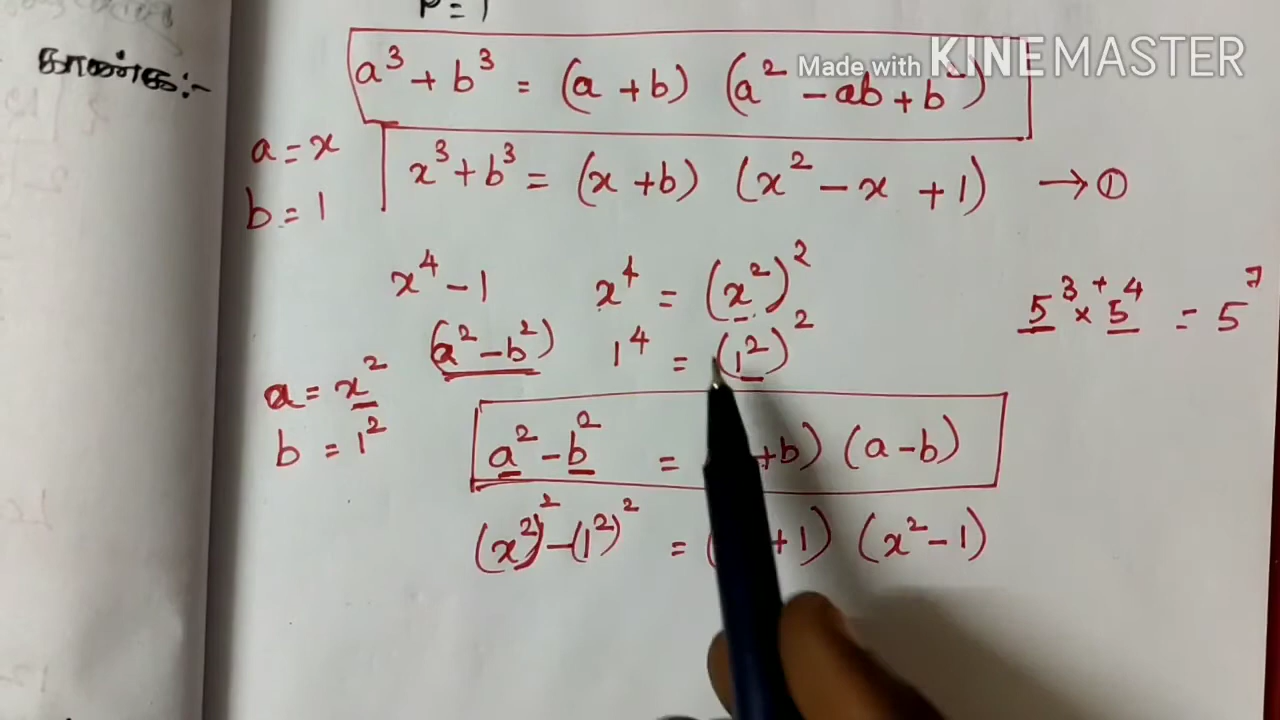 P = 1
காண்க:-
a³ + b³ = (a + b) (a² - ab + b²)
Made with KINEMASTER
a = x
b = 1
x³ + b³ = (x + b) (x² - x + 1) → ①
x⁴ - 1
x⁴ = (x²)²
5³ × 5⁴ = 5⁷
+
(a² - b²)
1⁴ = (1²)²
a = x²
b = 1²
a² - b² = +b) (a - b)
(x²)² - (1²)² = ( +1) (x² - 1)